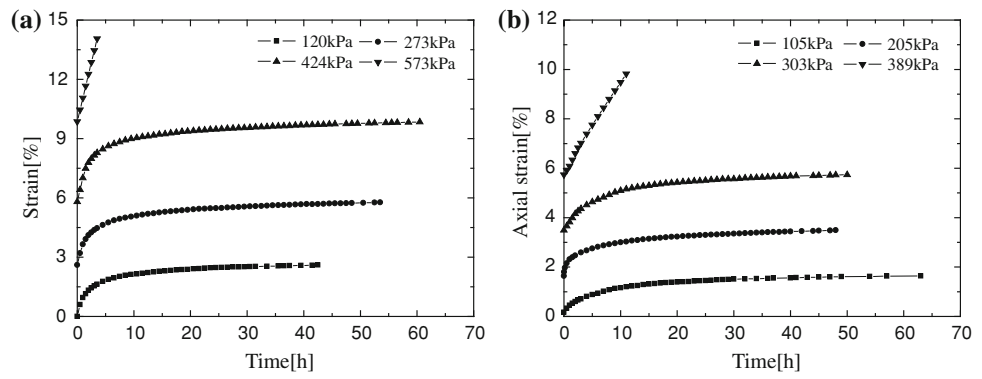 (a)
15
12
9
6
3
0
Strain[%]
120kPa 273kPa
424kPa 573kPa
0 10 20 30 40 50 60 70
Time[h]
(b)
12
10
8
6
4
2
0
Axial strain[%]
105kPa 205kPa
303kPa 389kPa
0 10 20 30 40 50 60 70
Time[h]